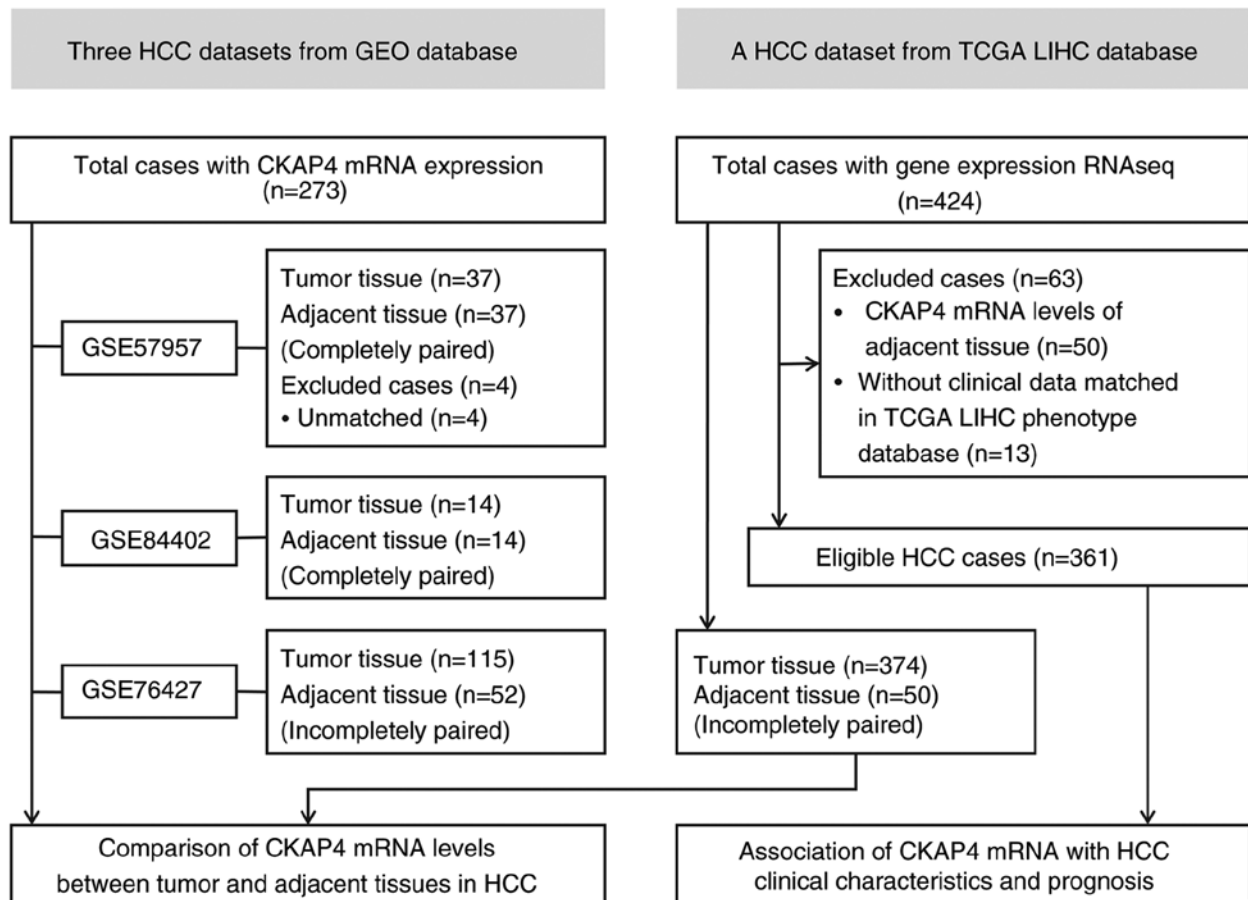 Three HCC datasets from GEO database
A HCC dataset from TCGA LIHC database
Total cases with CKAP4 mRNA expression
(n=273)
Total cases with gene expression RNAseq
(n=424)
GSE57957
Tumor tissue (n=37)
Adjacent tissue (n=37)
(Completely paired)
Excluded cases (n=4)
• Unmatched (n=4)
Excluded cases (n=63)
• CKAP4 mRNA levels of
adjacent tissue (n=50)
• Without clinical data matched
in TCGA LIHC phenotype
database (n=13)
GSE84402
Tumor tissue (n=14)
Adjacent tissue (n=14)
(Completely paired)
Eligible HCC cases (n=361)
GSE76427
Tumor tissue (n=115)
Adjacent tissue (n=52)
(Incompletely paired)
Tumor tissue (n=374)
Adjacent tissue (n=50)
(Incompletely paired)
Comparison of CKAP4 mRNA levels
between tumor and adjacent tissues in HCC
Association of CKAP4 mRNA with HCC
clinical characteristics and prognosis